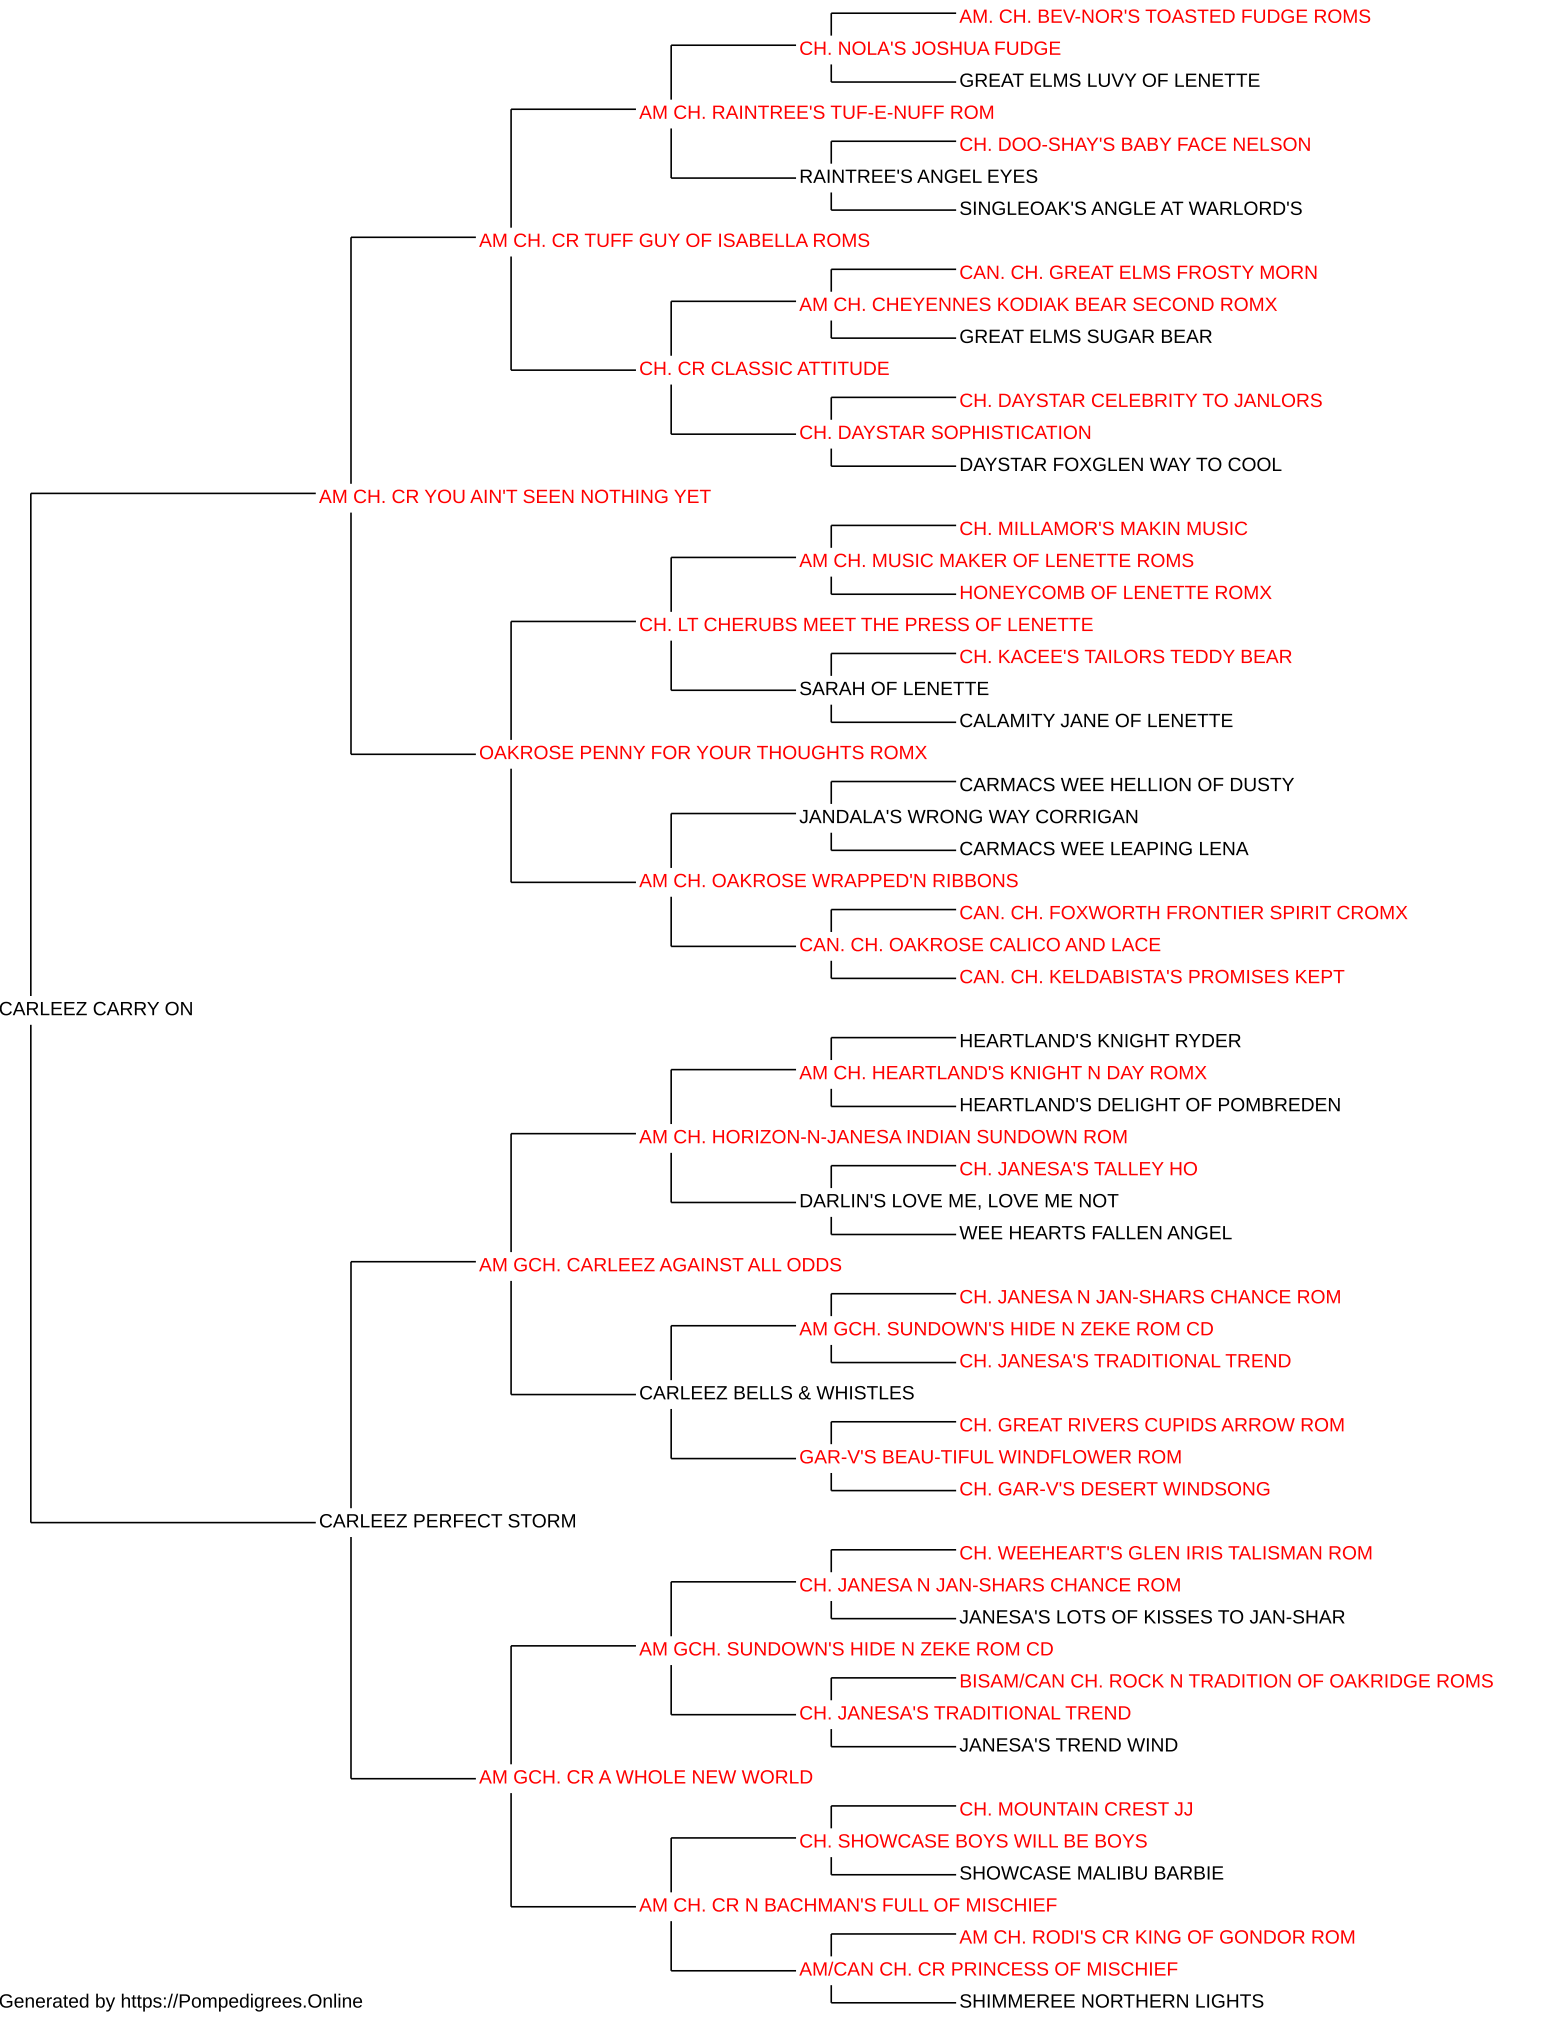 AM. CH. BEV-NOR'S TOASTED FUDGE ROMS
CH. NOLA'S JOSHUA FUDGE
GREAT ELMS LUVY OF LENETTE
AM CH. RAINTREE'S TUF-E-NUFF ROM
CH. DOO-SHAY'S BABY FACE NELSON
RAINTREE'S ANGEL EYES
SINGLEOAK'S ANGLE AT WARLORD'S
AM CH. CR TUFF GUY OF ISABELLA ROMS
CAN. CH. GREAT ELMS FROSTY MORN
AM CH. CHEYENNES KODIAK BEAR SECOND ROMX
GREAT ELMS SUGAR BEAR
CH. CR CLASSIC ATTITUDE
CH. DAYSTAR CELEBRITY TO JANLORS
CH. DAYSTAR SOPHISTICATION
DAYSTAR FOXGLEN WAY TO COOL
AM CH. CR YOU AIN'T SEEN NOTHING YET
CH. MILLAMOR'S MAKIN MUSIC
AM CH. MUSIC MAKER OF LENETTE ROMS
HONEYCOMB OF LENETTE ROMX
CH. LT CHERUBS MEET THE PRESS OF LENETTE
CH. KACEE'S TAILORS TEDDY BEAR
SARAH OF LENETTE
CALAMITY JANE OF LENETTE
OAKROSE PENNY FOR YOUR THOUGHTS ROMX
CARMACS WEE HELLION OF DUSTY
JANDALA'S WRONG WAY CORRIGAN
CARMACS WEE LEAPING LENA
AM CH. OAKROSE WRAPPED'N RIBBONS
CAN. CH. FOXWORTH FRONTIER SPIRIT CROMX
CAN. CH. OAKROSE CALICO AND LACE
CAN. CH. KELDABISTA'S PROMISES KEPT
CARLEEZ CARRY ON
HEARTLAND'S KNIGHT RYDER
AM CH. HEARTLAND'S KNIGHT N DAY ROMX
HEARTLAND'S DELIGHT OF POMBREDEN
AM CH. HORIZON-N-JANESA INDIAN SUNDOWN ROM
CH. JANESA'S TALLEY HO
DARLIN'S LOVE ME, LOVE ME NOT
WEE HEARTS FALLEN ANGEL
AM GCH. CARLEEZ AGAINST ALL ODDS
CH. JANESA N JAN-SHARS CHANCE ROM
AM GCH. SUNDOWN'S HIDE N ZEKE ROM CD
CH. JANESA'S TRADITIONAL TREND
CARLEEZ BELLS & WHISTLES
CH. GREAT RIVERS CUPIDS ARROW ROM
GAR-V'S BEAU-TIFUL WINDFLOWER ROM
CH. GAR-V'S DESERT WINDSONG
CARLEEZ PERFECT STORM
CH. WEEHEART'S GLEN IRIS TALISMAN ROM
CH. JANESA N JAN-SHARS CHANCE ROM
JANESA'S LOTS OF KISSES TO JAN-SHAR
AM GCH. SUNDOWN'S HIDE N ZEKE ROM CD
BISAM/CAN CH. ROCK N TRADITION OF OAKRIDGE ROMS
CH. JANESA'S TRADITIONAL TREND
JANESA'S TREND WIND
AM GCH. CR A WHOLE NEW WORLD
CH. MOUNTAIN CREST JJ
CH. SHOWCASE BOYS WILL BE BOYS
SHOWCASE MALIBU BARBIE
AM CH. CR N BACHMAN'S FULL OF MISCHIEF
AM CH. RODI'S CR KING OF GONDOR ROM
AM/CAN CH. CR PRINCESS OF MISCHIEF
SHIMMEREE NORTHERN LIGHTS
Generated by https://Pompedigrees.Online